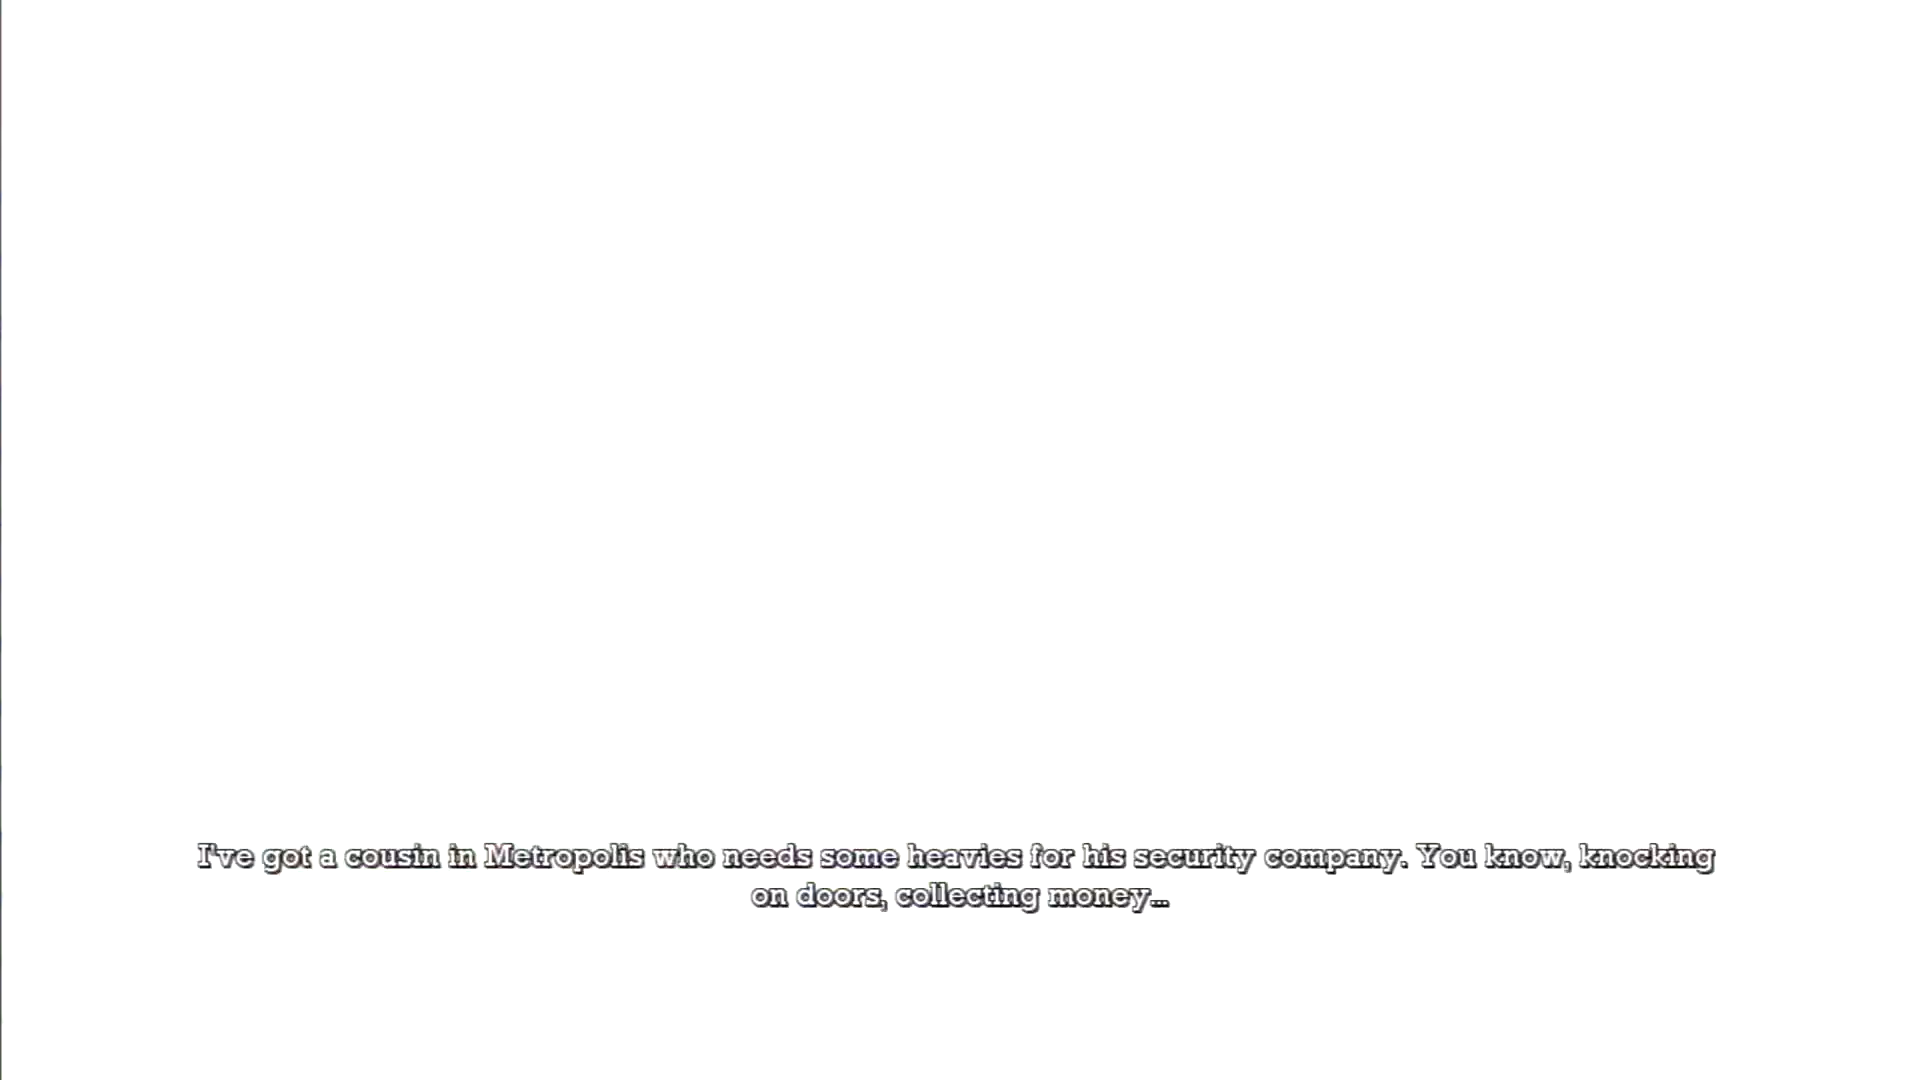 I've got a cousin in Metropolis who needs some heavies for his security company. You know, knocking
on doors, collecting money...